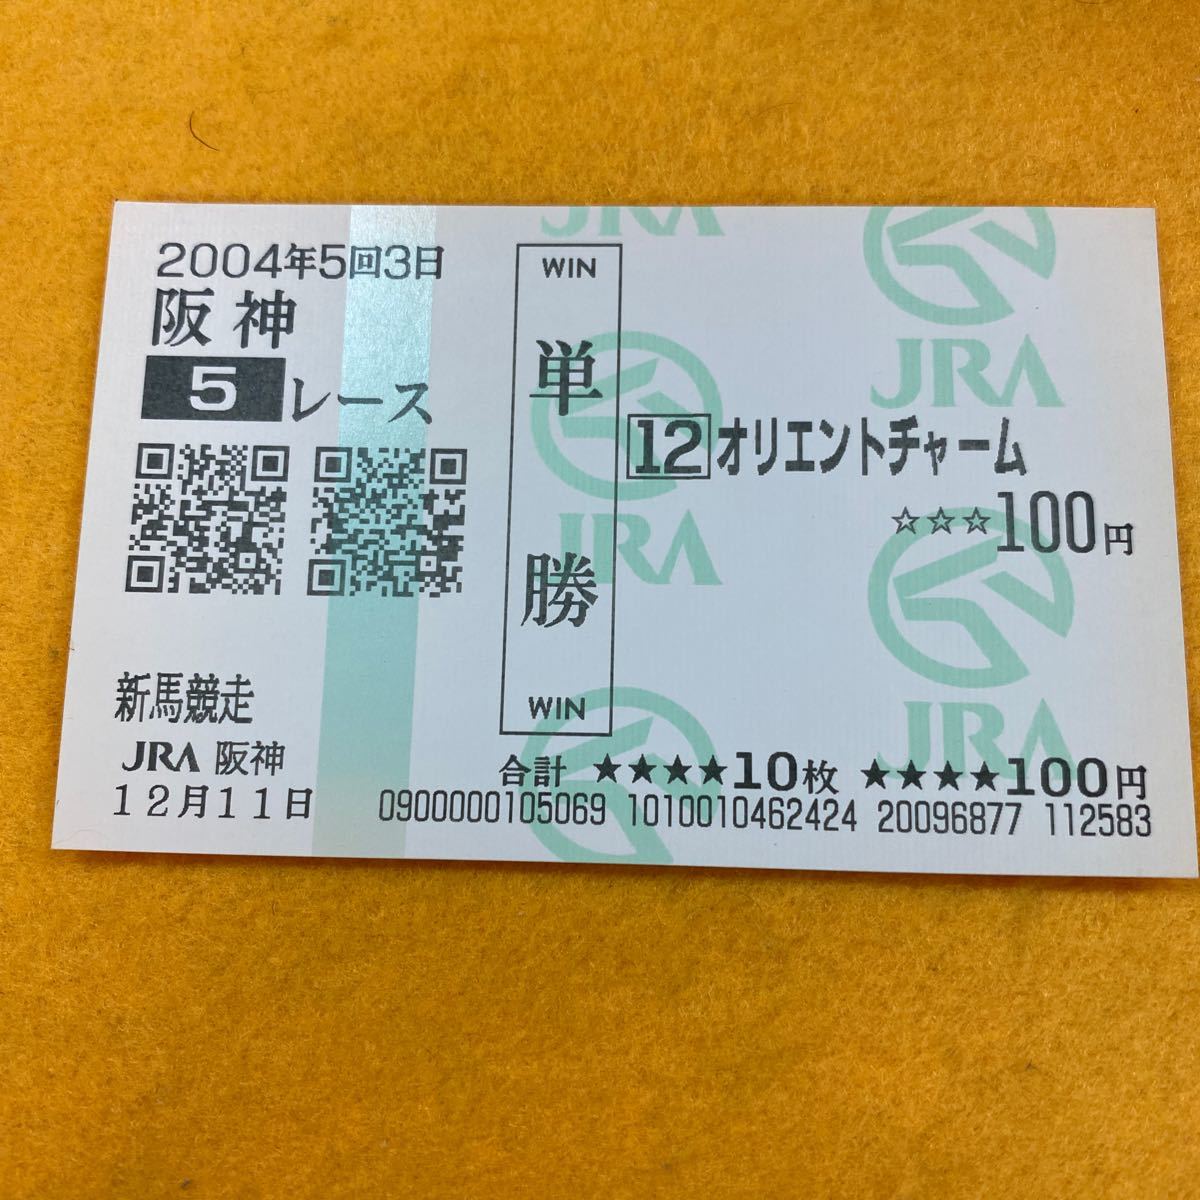 2004年5回3日
阪神
5レース
新馬競走
JRA 阪神
12月11日
WIN
単勝
WIN
12オリエントチャーム
☆☆☆100円
合計 ★★★★10枚 ★★★★100円
0900000105069 1010010462424 20096877 112583
JRA
JRA
JRA
JRA